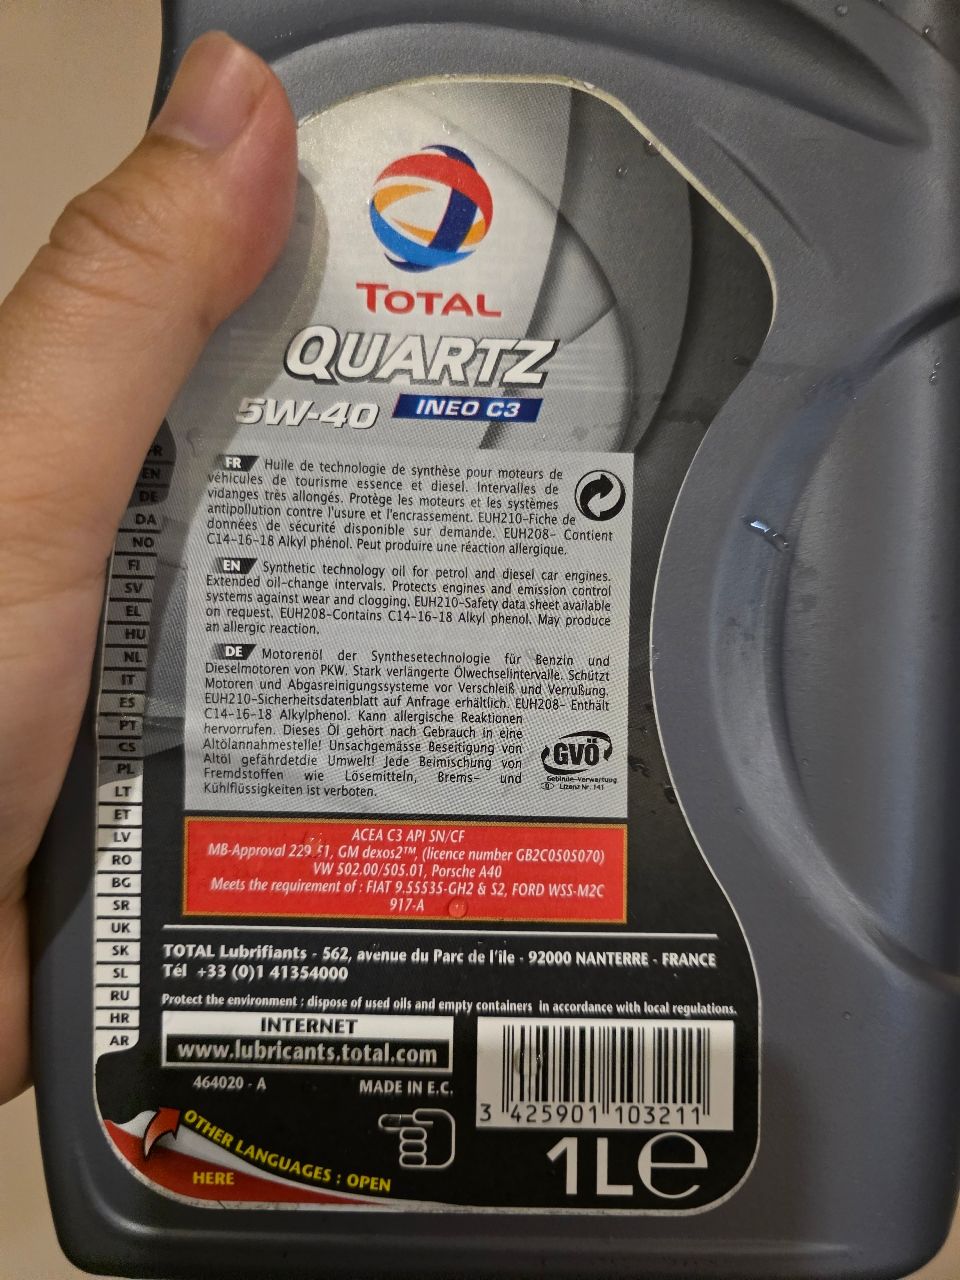 TOTAL
QUARTZ
5W-40 INEO C3
FR Huile de technologie de synthèse pour moteurs de
véhicules de tourisme essence et diesel. Intervalles de
vidanges très allongés. Protège les moteurs et les systèmes
antipollution contre l'usure et l'encrassement. EUH210-Fiche de
données de sécurité disponible sur demande. EUH208- Contient
C14-16-18 Alkyl phénol. Peut produire une réaction allergique.
EN Synthetic technology oil for petrol and diesel car engines.
Extended oil-change intervals. Protects engines and emission control
systems against wear and clogging. EUH210-Safety data sheet available
on request. EUH208-Contains C14-16-18 Alkyl phenol. May produce
an allergic reaction.
DE Motorenöl der Synthesetechnologie für Benzin und
Dieselmotoren von PKW. Stark verlängerte Ölwechselintervalle. Schützt
Motoren und Abgasreinigungssysteme vor Verschleiß und Verrußung.
EUH210-Sicherheitsdatenblatt auf Anfrage erhältlich. EUH208- Enthält
C14-16-18 Alkylphenol. Kann allergische Reaktionen
hervorrufen. Dieses Öl gehört nach Gebrauch in eine
Altölannahmestelle! Unsachgemässe Beseitigung von
Altöl gefährdetdie Umwelt! Jede Beimischung von
Fremdstoffen wie Lösemitteln, Brems- und
Kühlflüssigkeiten ist verboten.
GVÖ
Gebinde-Verwertung
D Lizenz Nr. 141
FR
EN
DE
DA
NO
FI
SV
EL
HU
NL
IT
ES
PT
CS
PL
LT
ET
LV
RO
BG
SR
UK
SK
SL
RU
HR
AR
ACEA C3 API SN/CF
MB-Approval 229.51, GM dexos2™, (licence number GB2C0505070)
VW 502.00/505.01, Porsche A40
Meets the requirement of : FIAT 9.55535-GH2 & S2, FORD WSS-M2C
917-A
TOTAL Lubrifiants - 562, avenue du Parc de l'île - 92000 NANTERRE - FRANCE
Tél +33 (0)1 41354000
Protect the environment : dispose of used oils and empty containers in accordance with local regulations.
INTERNET
www.lubricants.total.com
464020 - A MADE IN E.C.
3 425901 103211
OTHER LANGUAGES : OPEN
HERE
1L e